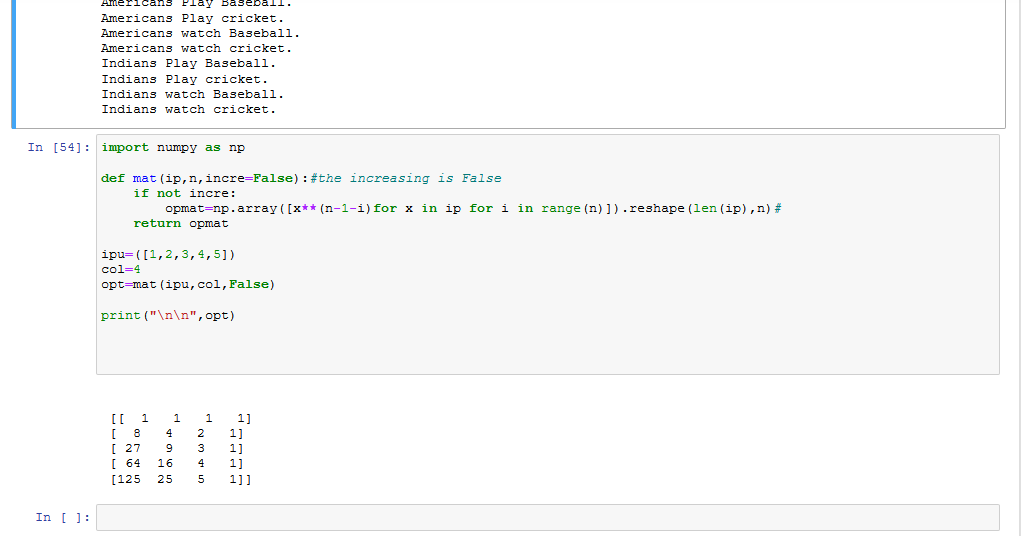 Americans Play Baseball.
Americans Play cricket.
Americans watch Baseball.
Americans watch cricket.
Indians Play Baseball.
Indians Play cricket.
Indians watch Baseball.
Indians watch cricket.
In [54]:
import numpy as np
def mat(ip,n,incre=False):#the increasing is False
    if not incre:
        opmat=np.array([x**(n-1-i)for x in ip for i in range(n)]).reshape(len(ip),n)#
    return opmat
ipu=([1,2,3,4,5])
col=4
opt=mat(ipu,col,False)
print("\n\n",opt)
[[  1   1   1   1]
[  8   4   2   1]
[ 27   9   3   1]
[ 64  16   4   1]
[125  25   5   1]]
In [ ]: